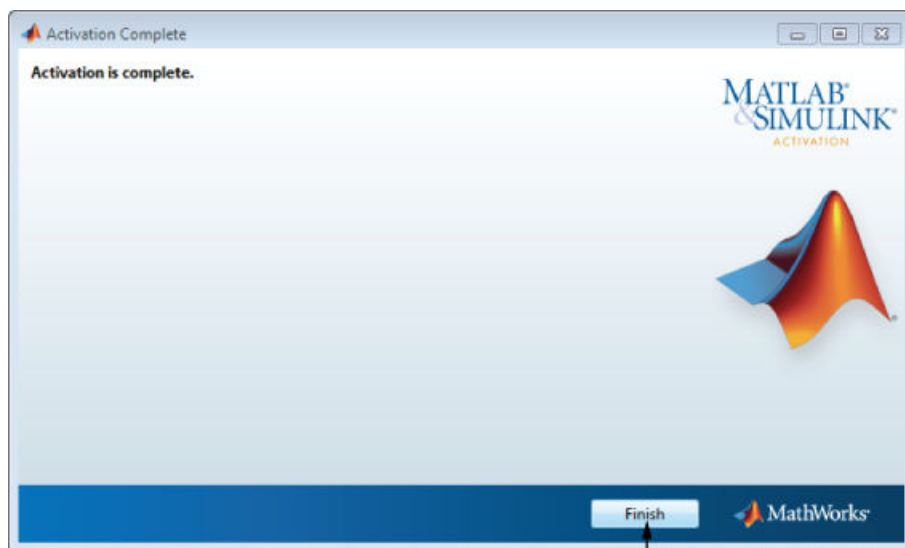 Activation Complete
Activation is complete.
MATLAB®
&SIMULINK®
ACTIVATION
®
Finish
MathWorks®